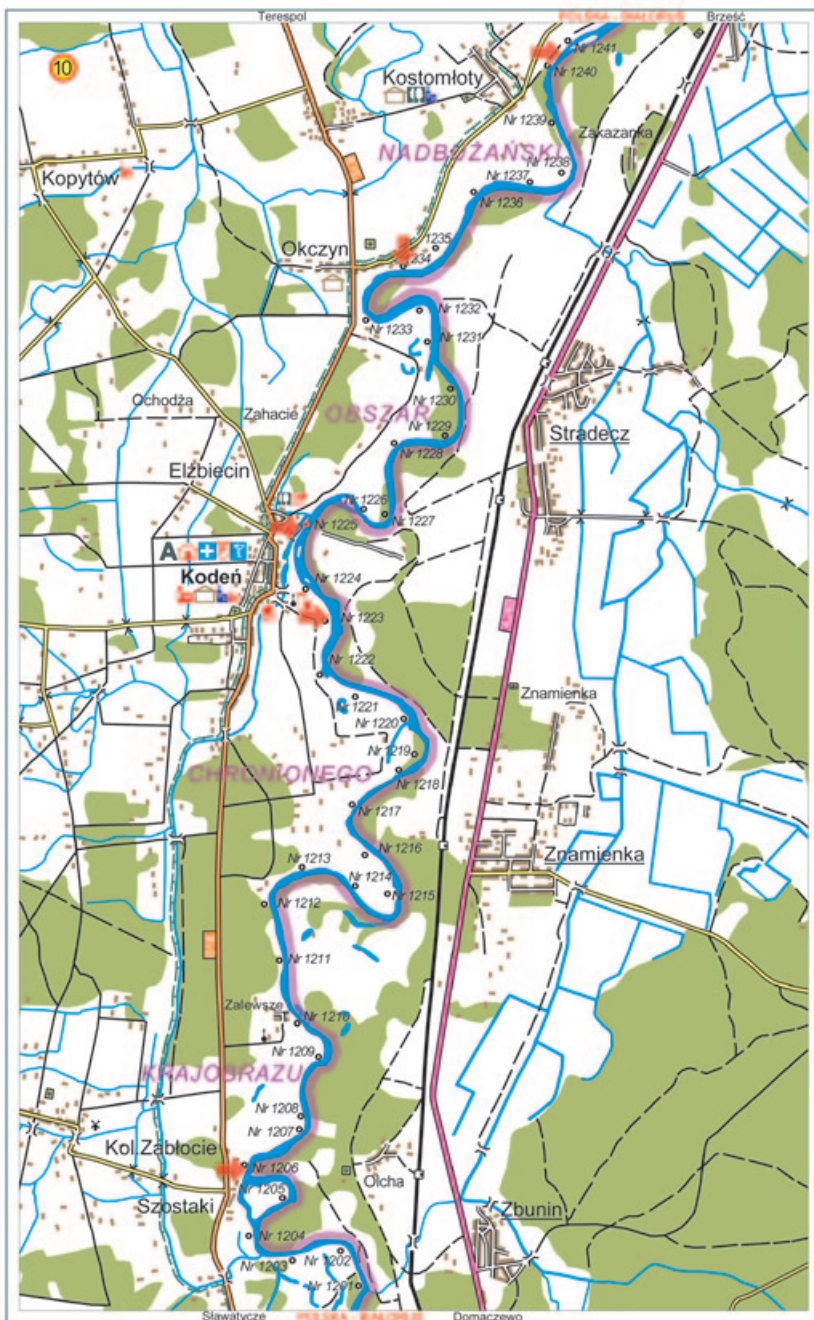 Terespol
POLSKA - BIAŁORUŚ
Brześć
10
Nr 1241
Kostomłoty
Nr 1240
Nr 1239
Zakazanka
NADBUŻAŃSKI
Nr 1238
Kopytów
Nr 1237
Nr 1236
Okczyn
1235
1234
Nr 1232
Nr 1233
Nr 1231
Nr 1230
Ochodża
Zahacie
OBSZAR
Nr 1229
Stradecz
Nr 1228
Elżbiecin
Nr 1226
Nr 1227
Nr 1225
A
Kodeń
Nr 1224
Nr 1223
Nr 1222
Nr 1221
Znamienka
Nr 1220
Nr 1219
CHRONIONEGO
Nr 1218
Nr 1217
Nr 1216
Znamienka
Nr 1213
Nr 1214
Nr 1215
Nr 1212
Nr 1211
Zalewsze
Nr 1210
Nr 1209
KRAJOBRAZU
Nr 1208
Nr 1207
Kol.Zabłocie
Nr 1206
Olcha
Nr 1205
Szostaki
Zbunin
Nr 1204
Nr 1202
Nr 1203
Nr 1201
Sławatycze
POLSKA - BIAŁORUŚ
Domaczewo